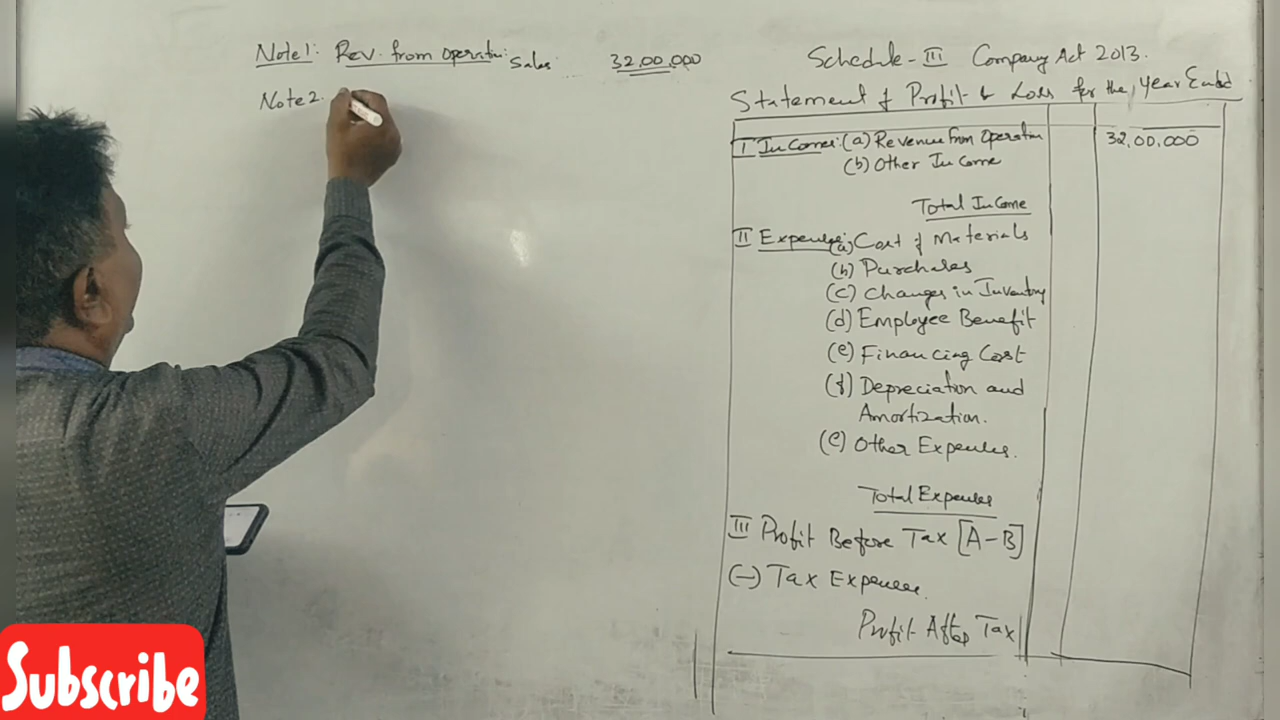 Note 1: Rev. from Operation: Sales 32,00,000
Note 2.
Schedule - III Company Act 2013.
Statement of Profit & Loss for the Year Ended
I Incomes: (a) Revenue from Operation 32,00,000
(b) Other Income
Total Income
II Expenses: (a) Cost of Materials
(b) Purchases
(c) Changes in Inventory
(d) Employee Benefit
(e) Financing Cost
(f) Depreciation and
Amortization.
(e) Other Expenses.
Total Expenses
III Profit Before Tax [A-B]
(-) Tax Expenses.
Profit After Tax
Subscribe